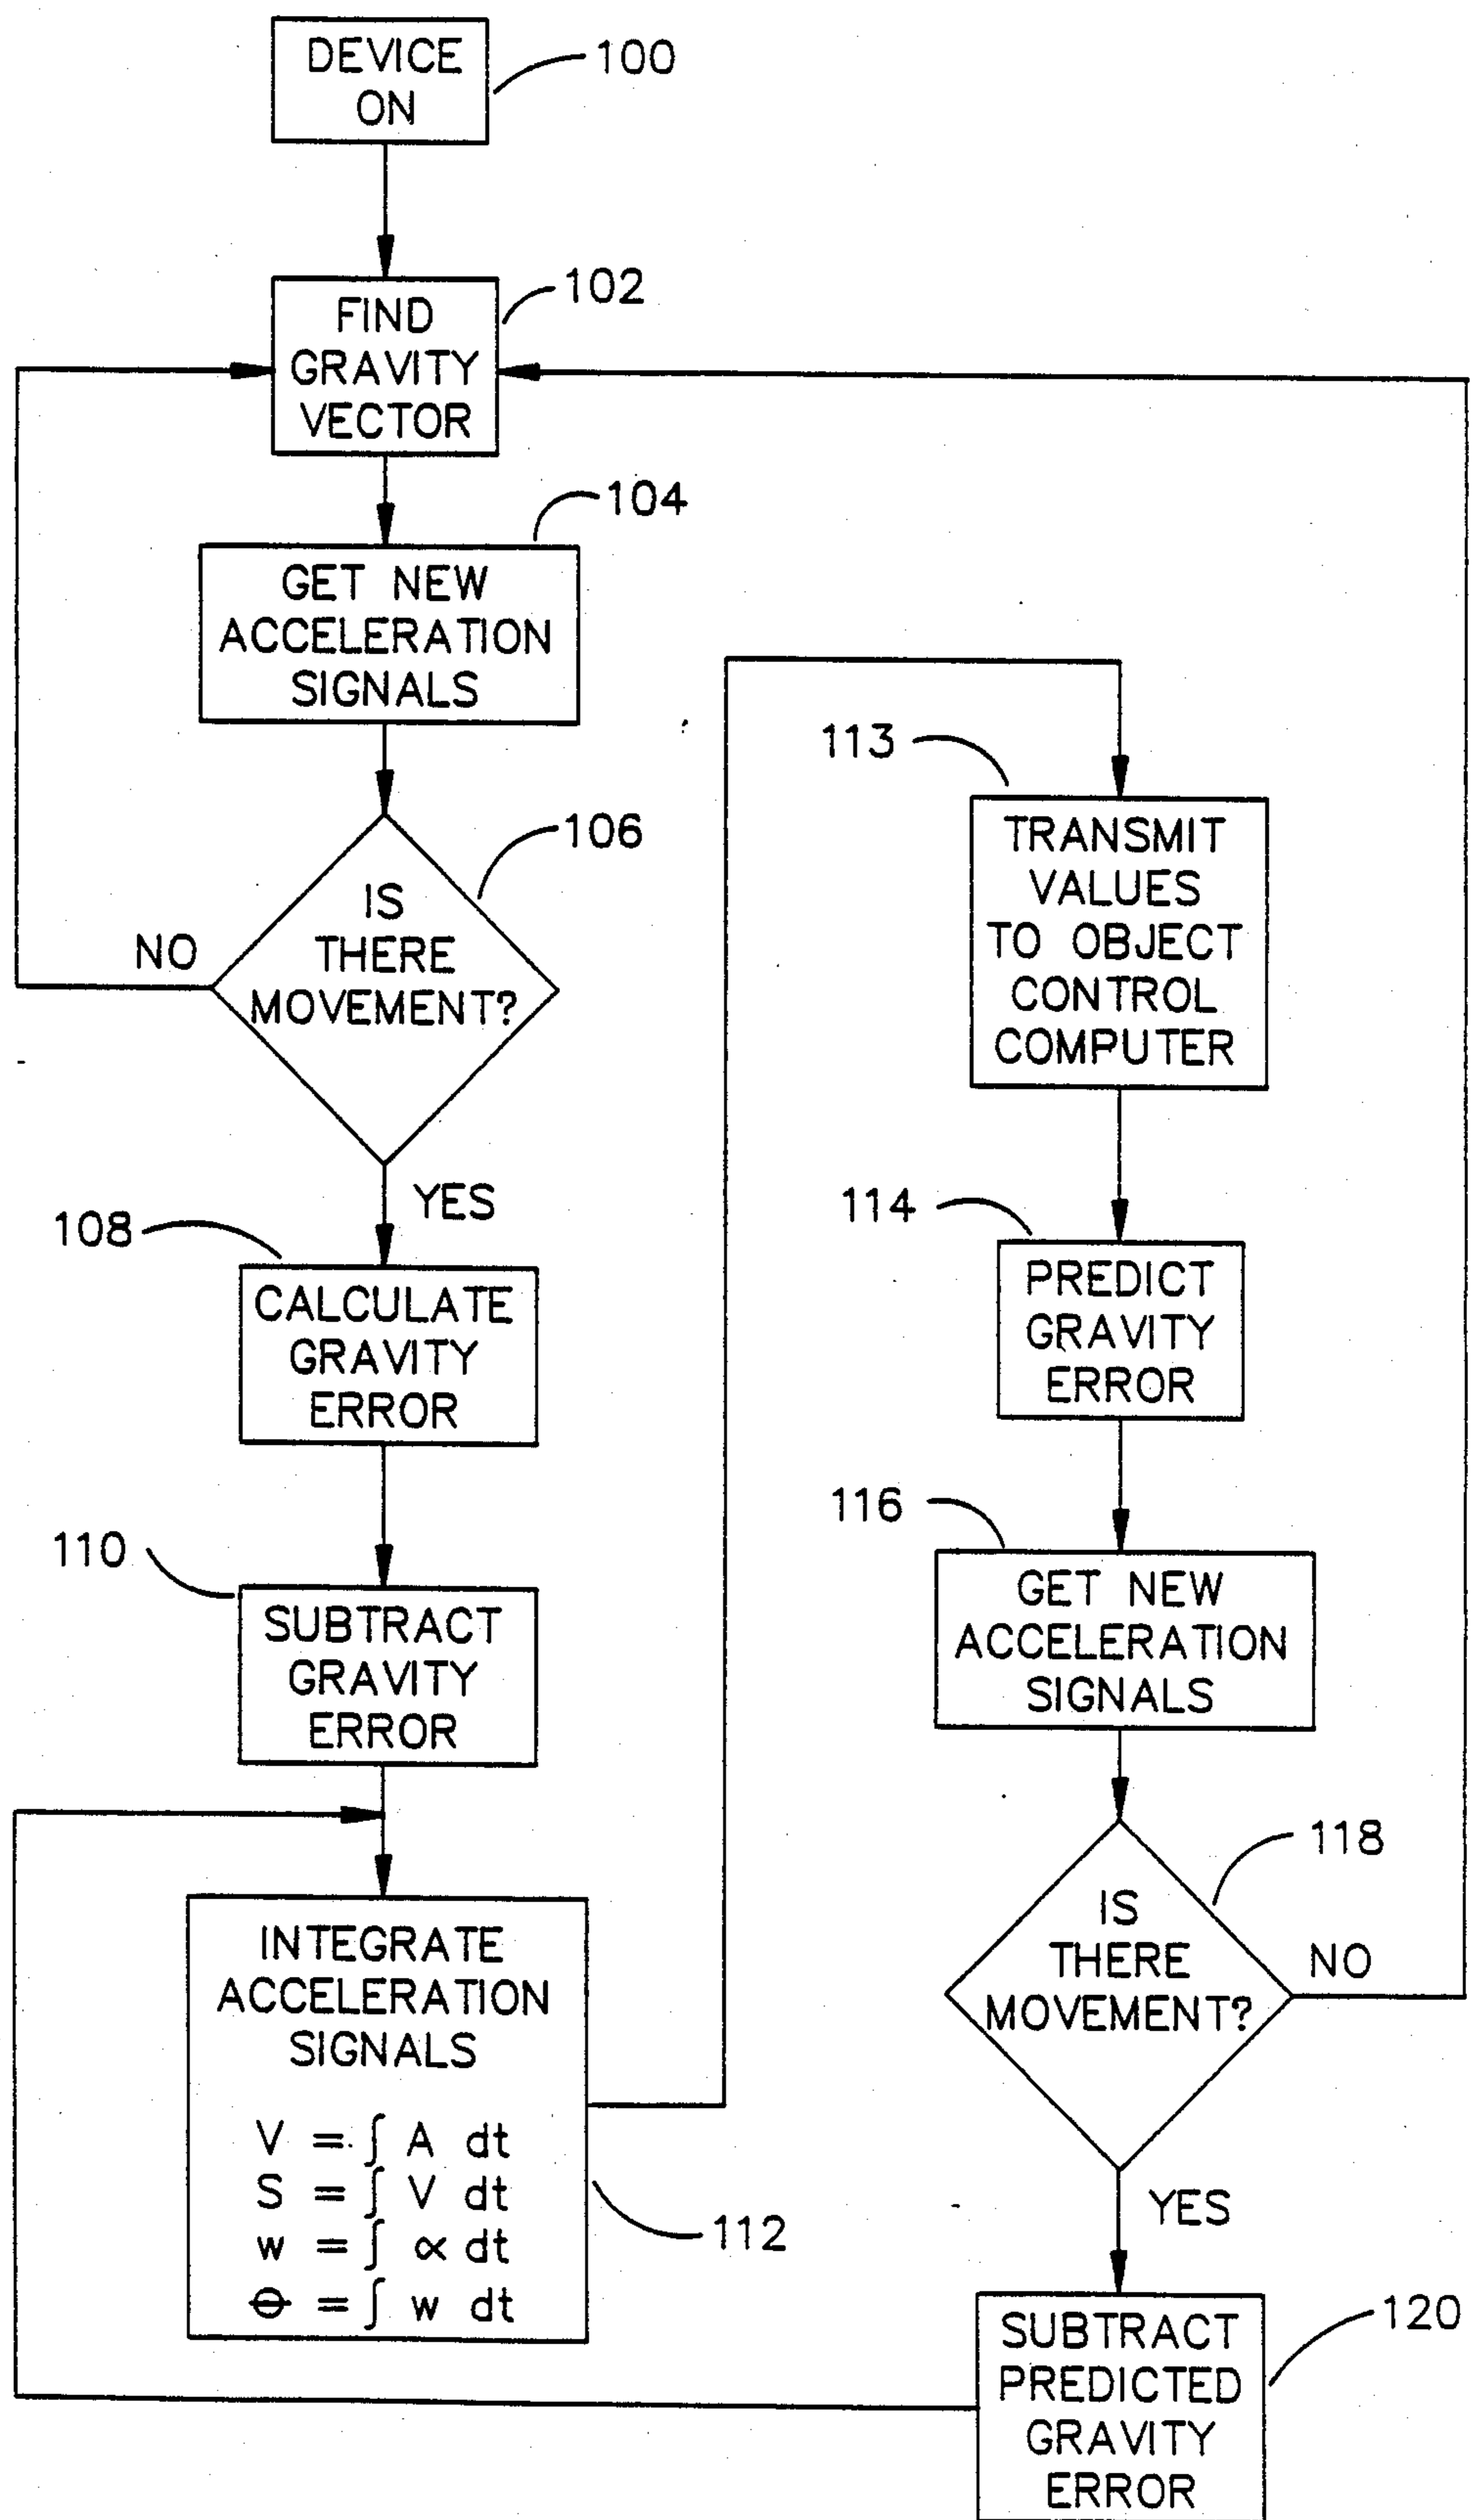 DEVICE
ON
100
FIND
GRAVITY
VECTOR
102
GET NEW
ACCELERATION
SIGNALS
104
IS
THERE
MOVEMENT?
106
NO
YES
CALCULATE
GRAVITY
ERROR
108
SUBTRACT
GRAVITY
ERROR
110
INTEGRATE
ACCELERATION
SIGNALS
V = ∫ A dt
S = ∫ V dt
w = ∫ ∝ dt
Θ = ∫ w dt
112
113
TRANSMIT
VALUES
TO OBJECT
CONTROL
COMPUTER
114
PREDICT
GRAVITY
ERROR
116
GET NEW
ACCELERATION
SIGNALS
118
IS
THERE
MOVEMENT?
NO
YES
SUBTRACT
PREDICTED
GRAVITY
ERROR
120